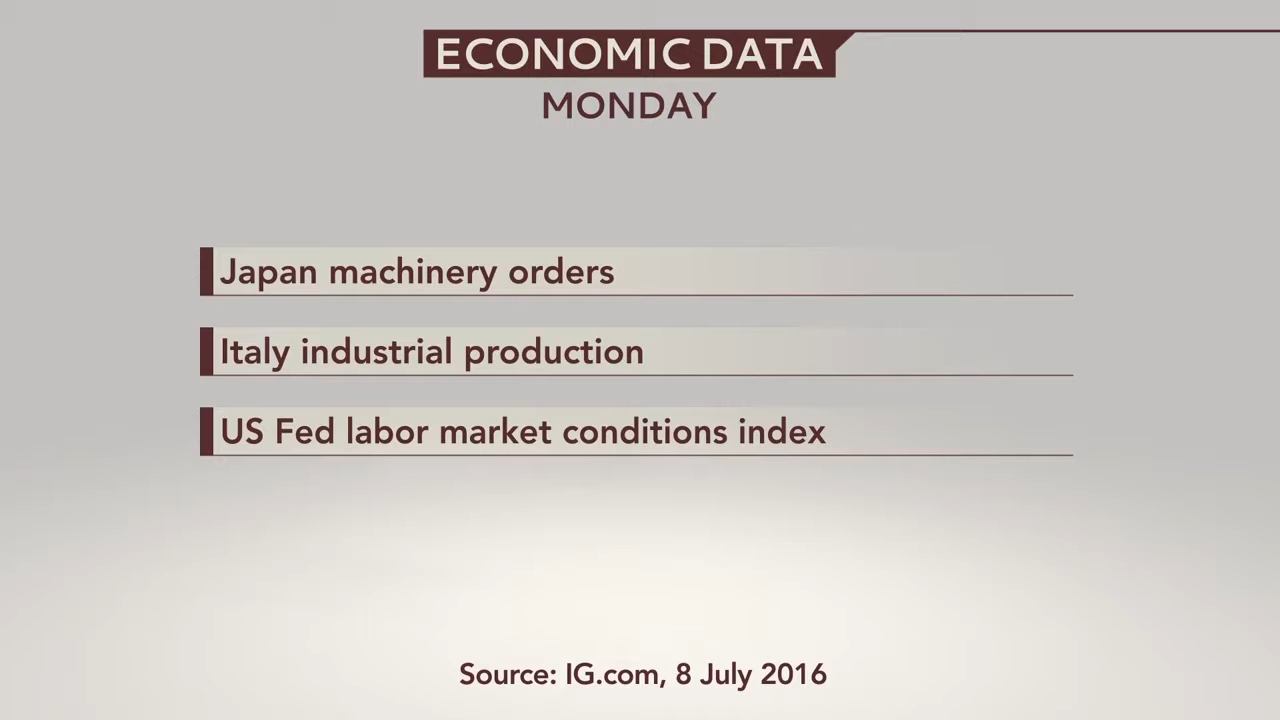 ECONOMIC DATA
MONDAY
Japan machinery orders
Italy industrial production
US Fed labor market conditions index
Source: IG.com, 8 July 2016